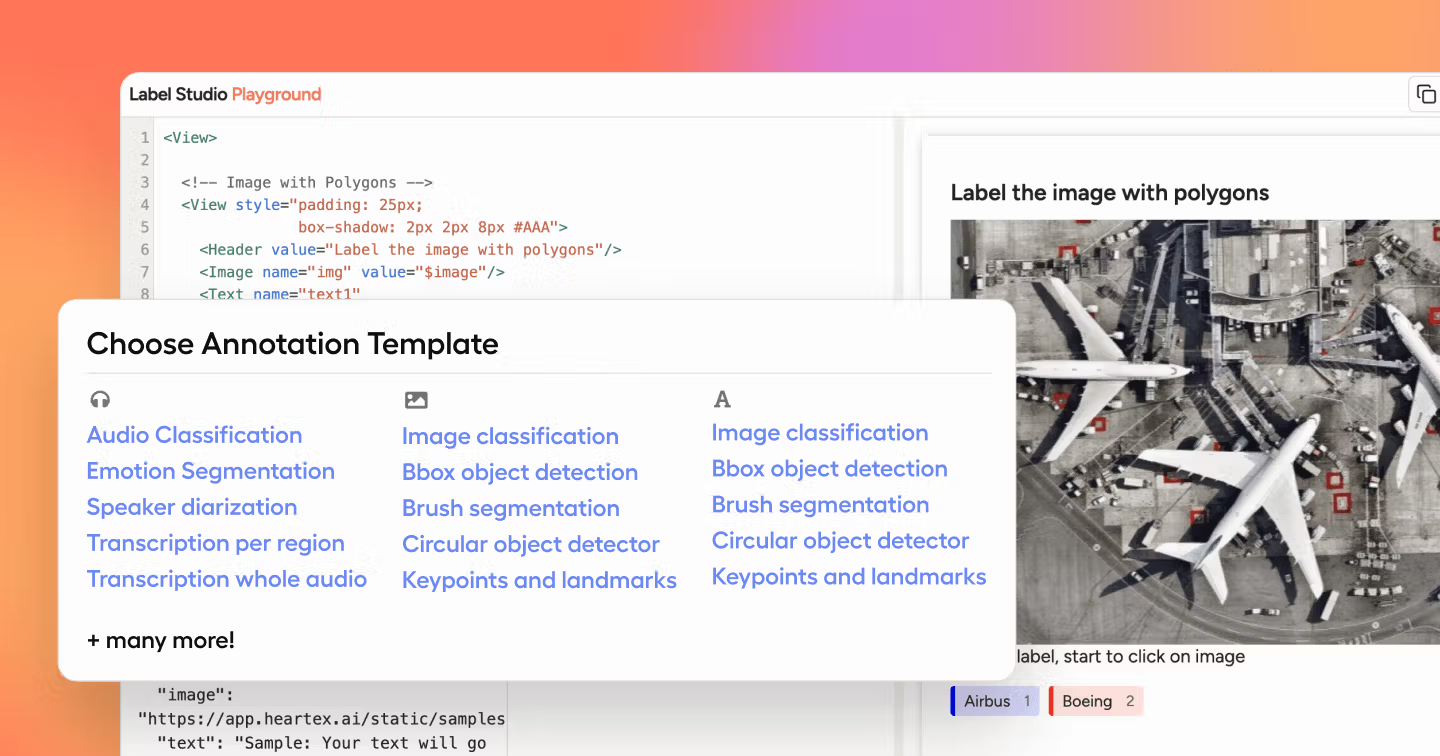 Label Studio Playground
1 <View>
2
3 <!-- Image with Polygons -->
4 <View style="padding: 25px;
5 box-shadow: 2px 2px 8px #AAA">
6 <Header value="Label the image with polygons"/>
7 <Image name="img" value="$image"/>
8 <Text name="text1"
Label the image with polygons
Choose Annotation Template
Audio Classification
Emotion Segmentation
Speaker diarization
Transcription per region
Transcription whole audio
Image classification
Bbox object detection
Brush segmentation
Circular object detector
Keypoints and landmarks
A
Image classification
Bbox object detection
Brush segmentation
Circular object detector
Keypoints and landmarks
+ many more!
label, start to click on image
Airbus 1 Boeing 2
"image":
"https://app.heartex.ai/static/samples
"text": "Sample: Your text will go